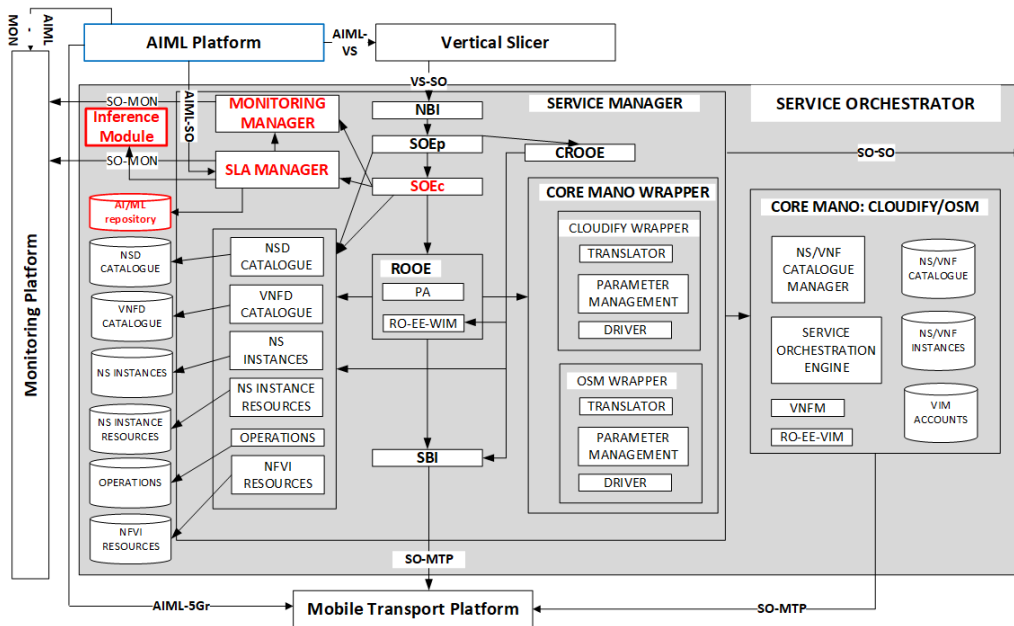 AIML
-
MON
AIML Platform
AIML-
VS
Vertical Slicer
VS-SO
Monitoring Platform
SO-MON
AIML-SO
MONITORING
MANAGER
Inference
Module
SO-MON
SLA MANAGER
AI/ML
repository
NBI
SOEp
SOEc
SERVICE MANAGER
CROOE
SERVICE ORCHESTRATOR
SO-SO
NSD
CATALOGUE
VNFD
CATALOGUE
NS INSTANCES
NS INSTANCE
RESOURCES
OPERATIONS
NFVI
RESOURCES
NSD
CATALOGUE
VNFD
CATALOGUE
NS
INSTANCES
NS INSTANCE
RESOURCES
OPERATIONS
NFVI
RESOURCES
ROOE
PA
RO-EE-WIM
SBI
CORE MANO WRAPPER
CLOUDIFY WRAPPER
TRANSLATOR
PARAMETER
MANAGEMENT
DRIVER
OSM WRAPPER
TRANSLATOR
PARAMETER
MANAGEMENT
DRIVER
CORE MANO: CLOUDIFY/OSM
NS/VNF
CATALOGUE
MANAGER
NS/VNF
CATALOGUE
SERVICE
ORCHESTRATION
ENGINE
NS/VNF
INSTANCES
VNFM
RO-EE-VIM
VIM
ACCOUNTS
SO-MTP
AIML-5Gr
Mobile Transport Platform
SO-MTP